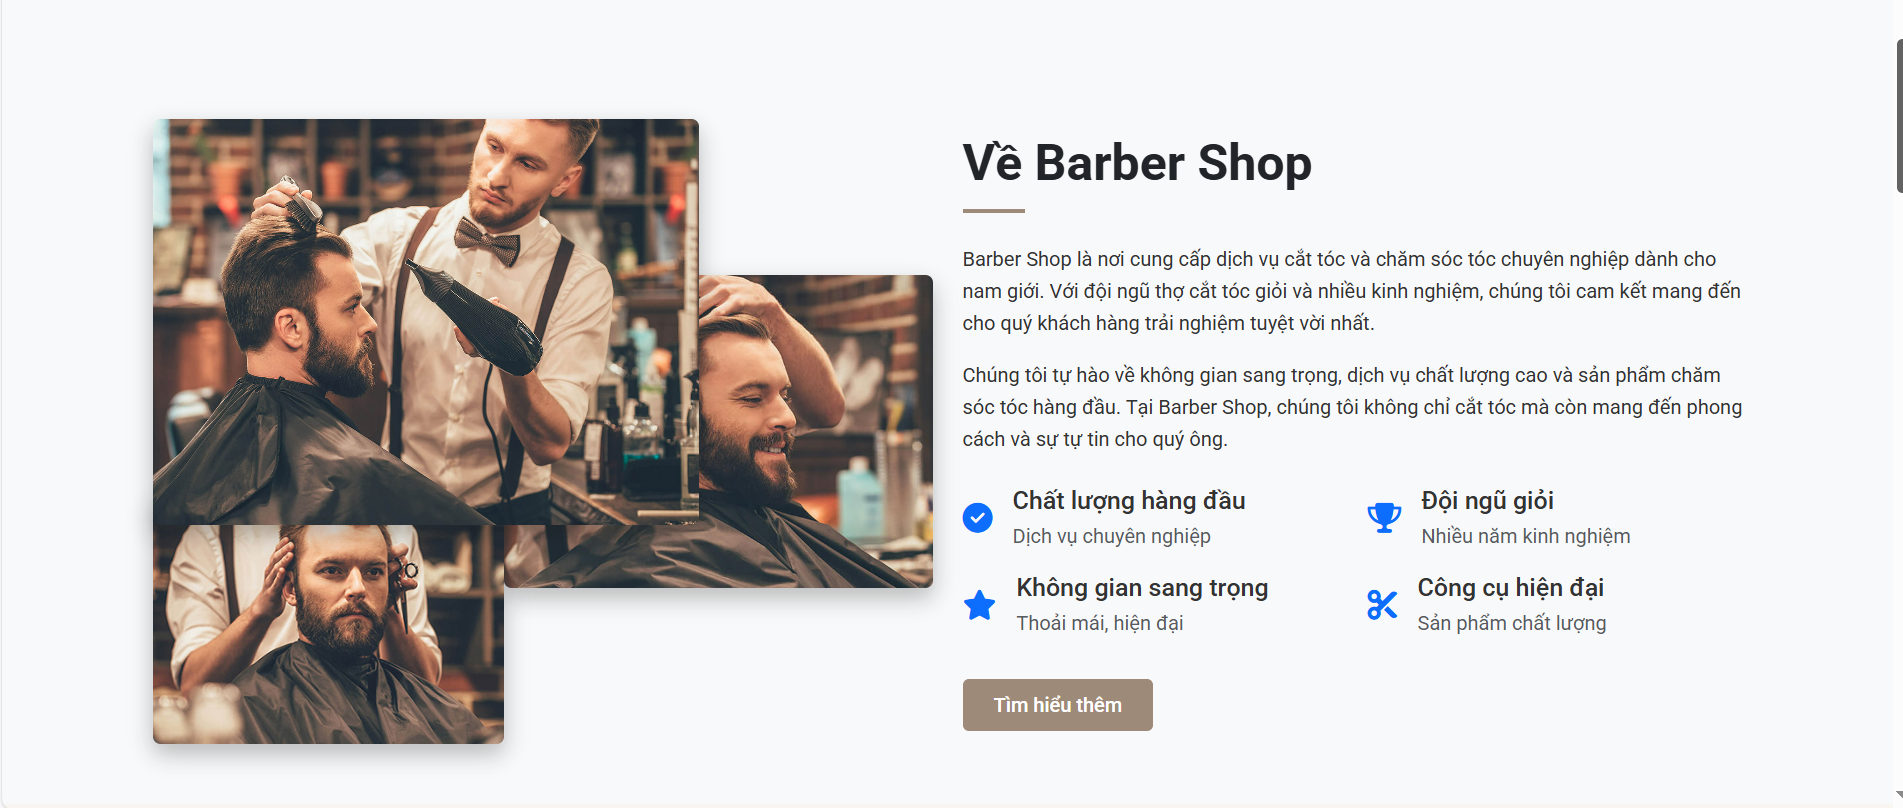 Về Barber Shop
Barber Shop là nơi cung cấp dịch vụ cắt tóc và chăm sóc tóc chuyên nghiệp dành cho
nam giới. Với đội ngũ thợ cắt tóc giỏi và nhiều kinh nghiệm, chúng tôi cam kết mang đến
cho quý khách hàng trải nghiệm tuyệt vời nhất.
Chúng tôi tự hào về không gian sang trọng, dịch vụ chất lượng cao và sản phẩm chăm
sóc tóc hàng đầu. Tại Barber Shop, chúng tôi không chỉ cắt tóc mà còn mang đến phong
cách và sự tự tin cho quý ông.
Chất lượng hàng đầu
Dịch vụ chuyên nghiệp
Đội ngũ giỏi
Nhiều năm kinh nghiệm
Không gian sang trọng
Thoải mái, hiện đại
Công cụ hiện đại
Sản phẩm chất lượng
Tìm hiểu thêm